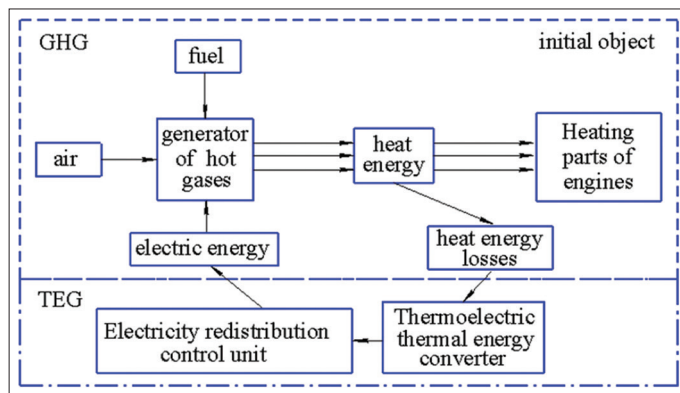 GHG
initial object
fuel
air
generator
of hot
gases
heat
energy
Heating
parts of
engines
electric energy
heat energy
losses
TEG
Electricity redistribution
control unit
Thermoelectric
thermal energy
converter